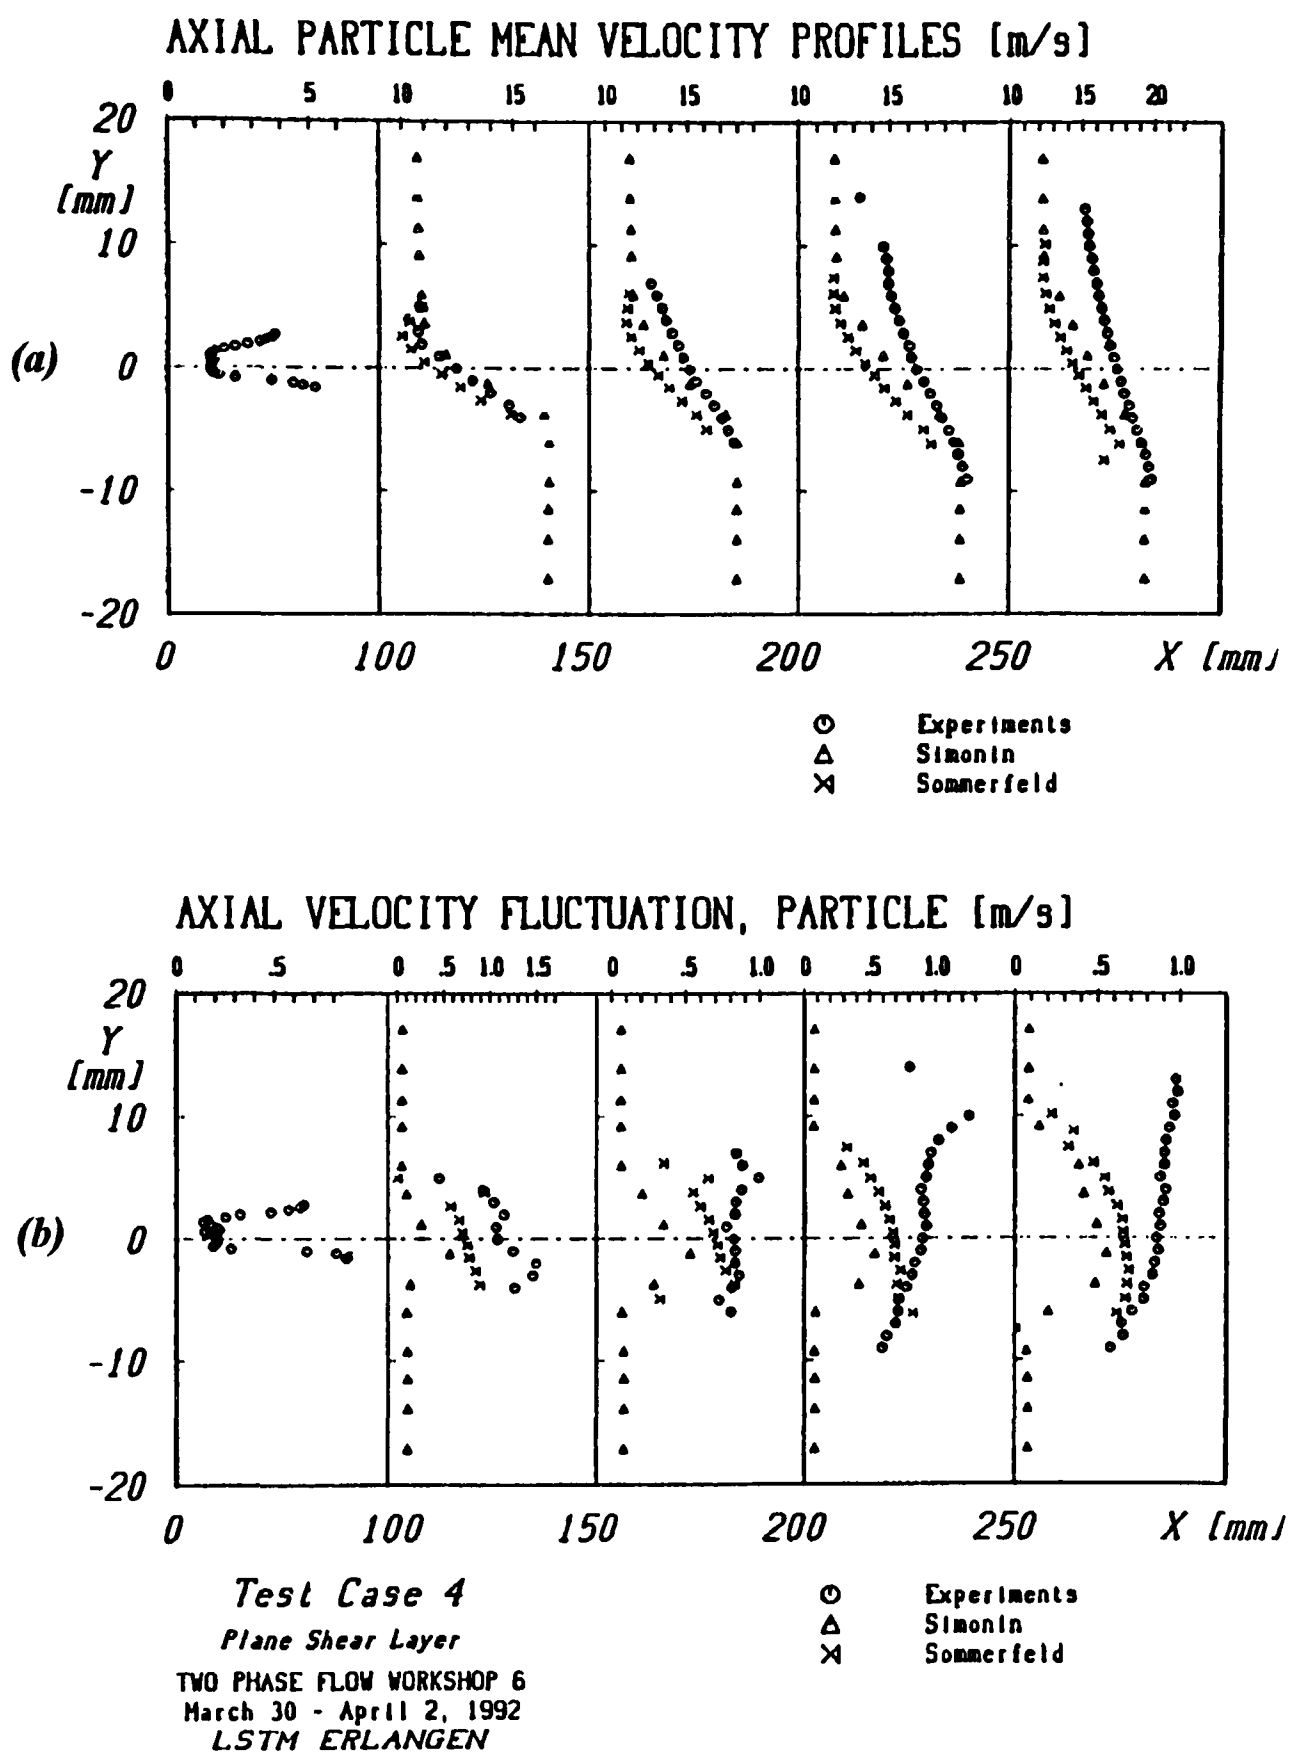 AXIAL PARTICLE MEAN VELOCITY PROFILES [m/s]
0 5 10 15 10 15 10 15 10 15 20
20
Y
[mm]
10
(a) 0
-10
-20
0 100 150 200 250 X [mm]
Experiments
Simonin
Sommerfeld
AXIAL VELOCITY FLUCTUATION, PARTICLE [m/s]
0 .5 0 .5 1.0 1.5 0 .5 1.0 0 .5 1.0 0 .5 1.0
20
Y
[mm]
10
(b) 0
-10
-20
0 100 150 200 250 X [mm]
Test Case 4
Plane Shear Layer
TWO PHASE FLOW WORKSHOP 6
March 30 - April 2, 1992
LSTM ERLANGEN
Experiments
Simonin
Sommerfeld